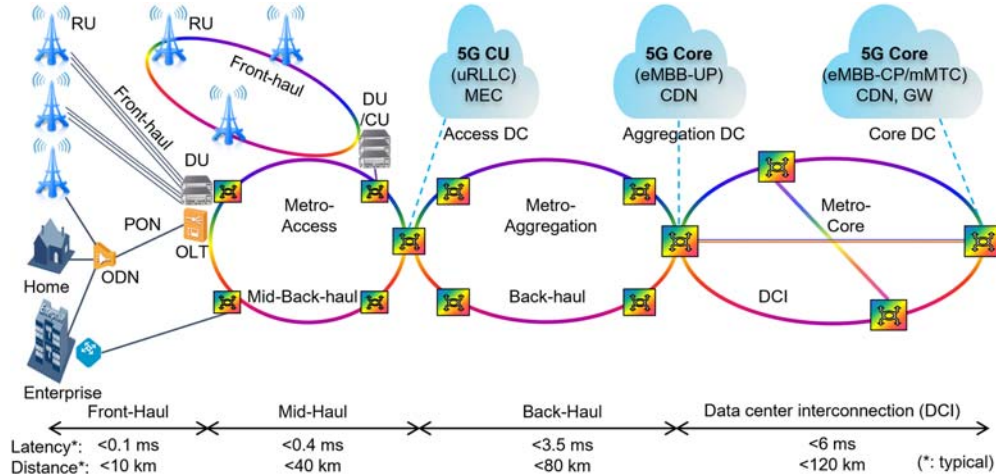 RU
RU
Front-haul
Front-haul
DU
/CU
DU
5G CU
(uRLLC)
MEC
Access DC
5G Core
(eMBB-UP)
CDN
Aggregation DC
5G Core
(eMBB-CP/mMTC)
CDN, GW
Core DC
PON
OLT
ODN
Home
Enterprise
Metro-
Access
Mid-Back-haul
Metro-
Aggregation
Back-haul
Metro-
Core
DCI
Front-Haul Mid-Haul Back-Haul Data center interconnection (DCI)
Latency*: <0.1 ms <0.4 ms <3.5 ms <6 ms
Distance*: <10 km <40 km <80 km <120 km (*: typical)